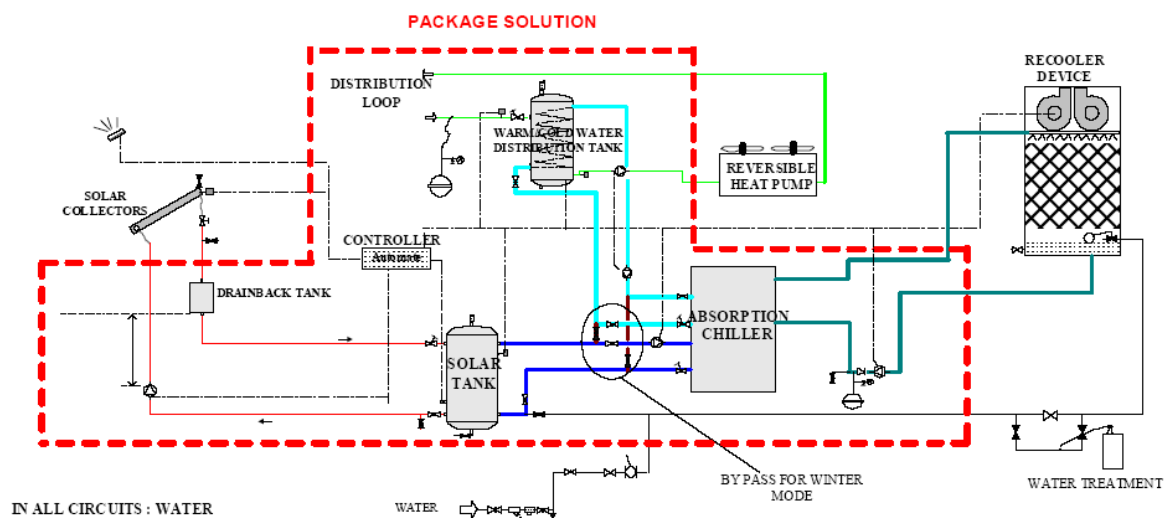 PACKAGE SOLUTION
RECOOLER
DEVICE
DISTRIBUTION
LOOP
WARM/COLD WATER
DISTRIBUTION TANK
REVERSIBLE
HEAT PUMP
SOLAR
COLLECTORS
CONTROLLER
Automate
DRAINBACK TANK
ABSORPTION
CHILLER
SOLAR
TANK
BY PASS FOR WINTER
MODE
WATER TREATMENT
WATER
IN ALL CIRCUITS : WATER